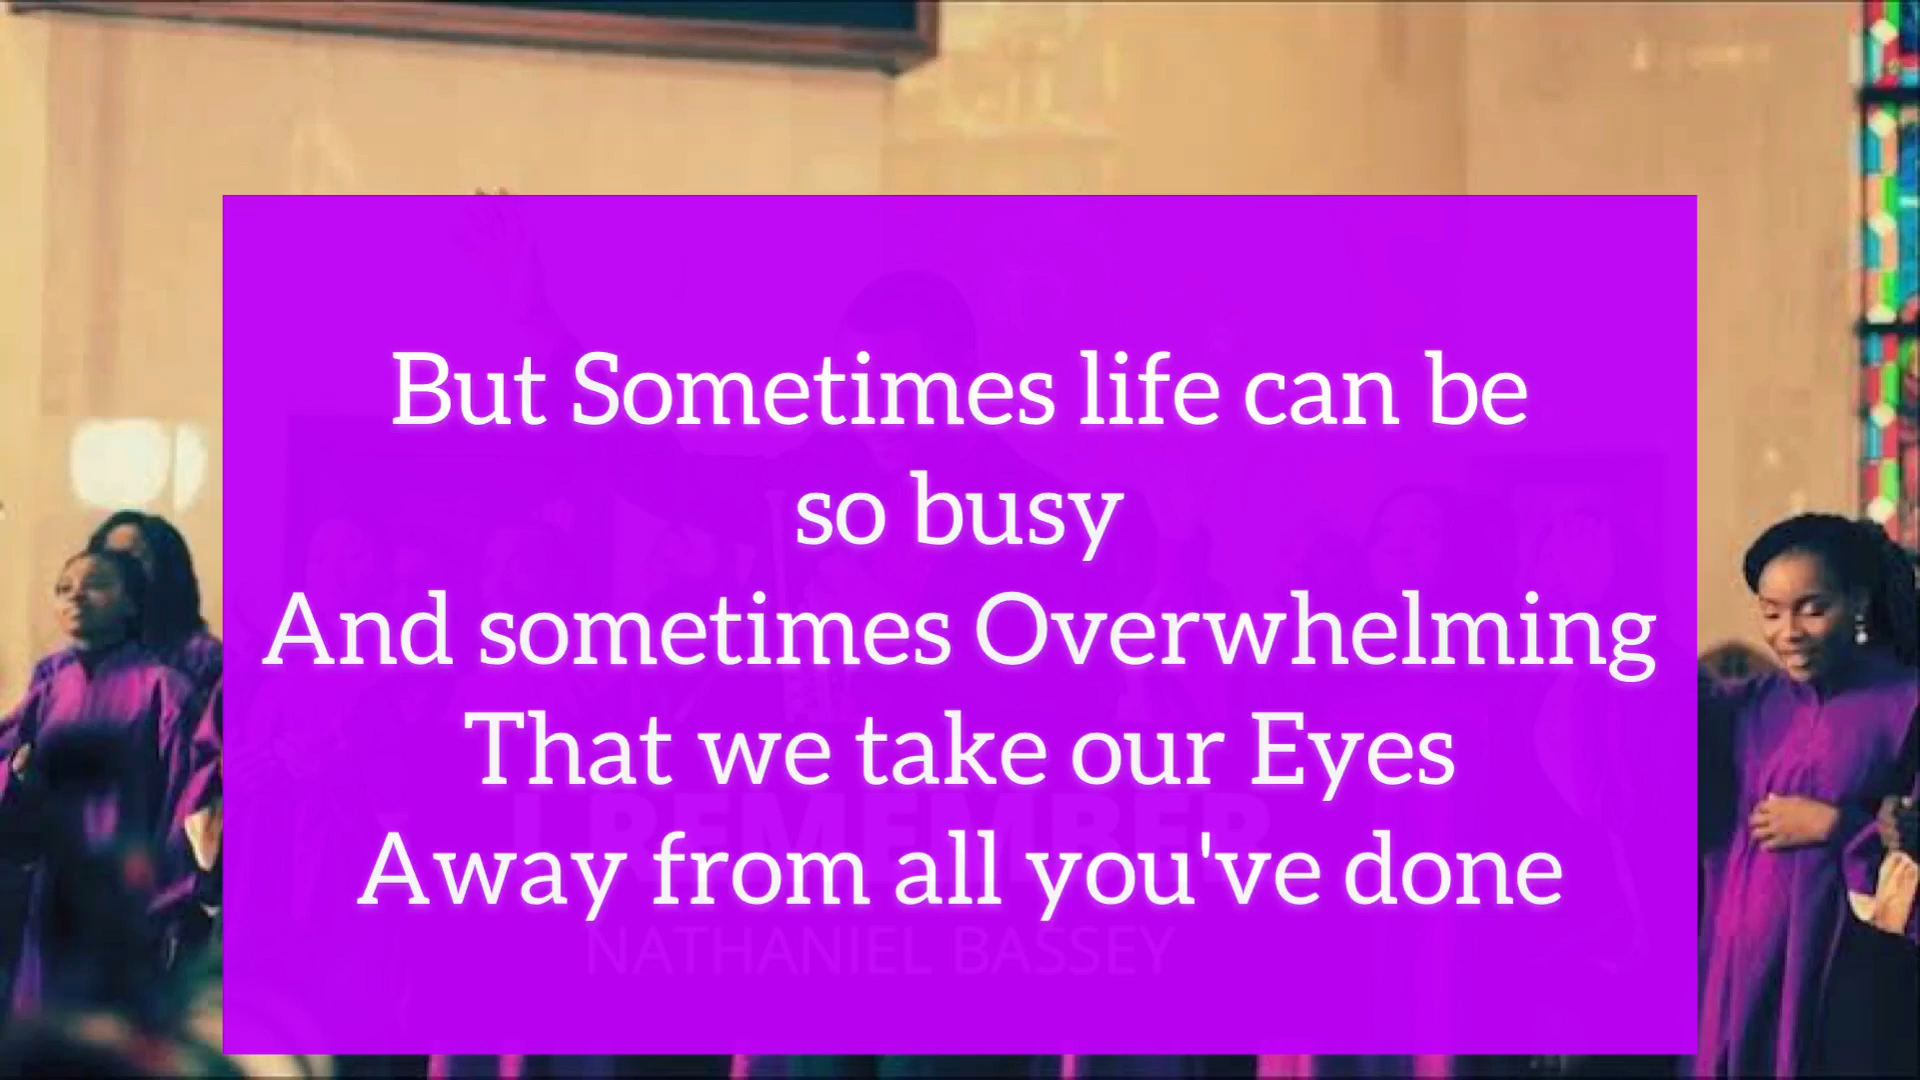 But Sometimes life can be
so busy
And sometimes Overwhelming
That we take our Eyes
I REMEMBER
Away from all you've done
NATHANIEL BASSEY